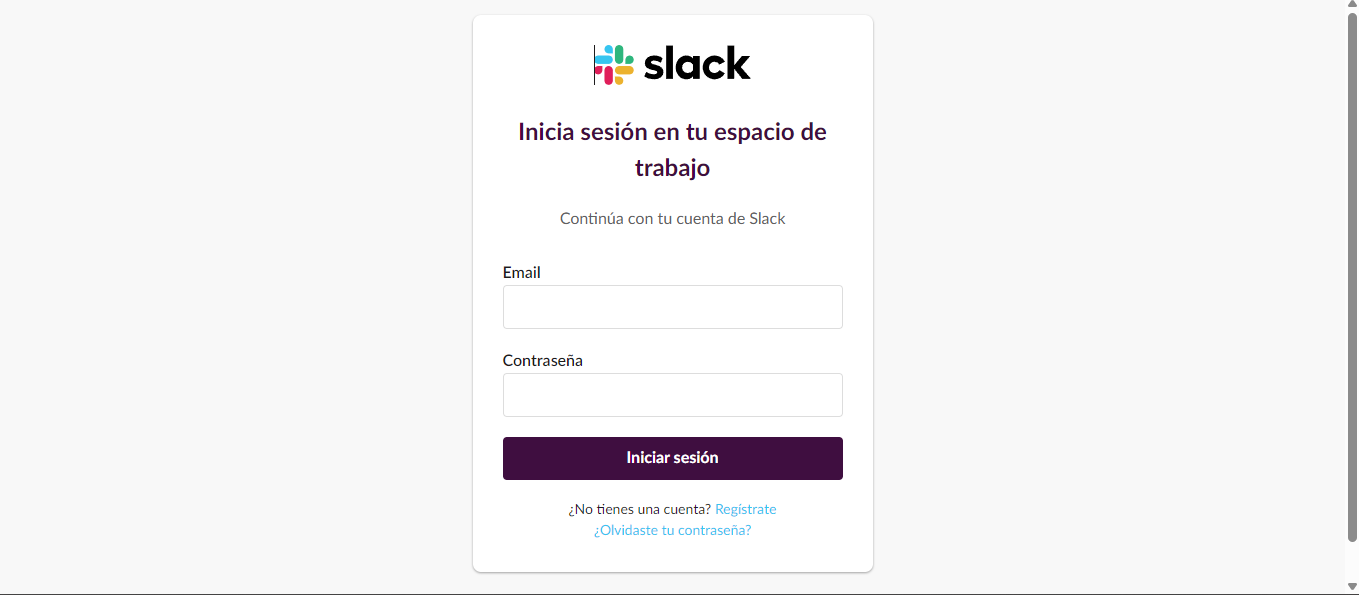 slack
Inicia sesión en tu espacio de
trabajo
Continúa con tu cuenta de Slack
Email
Contraseña
Iniciar sesión
¿No tienes una cuenta? Regístrate
¿Olvidaste tu contraseña?